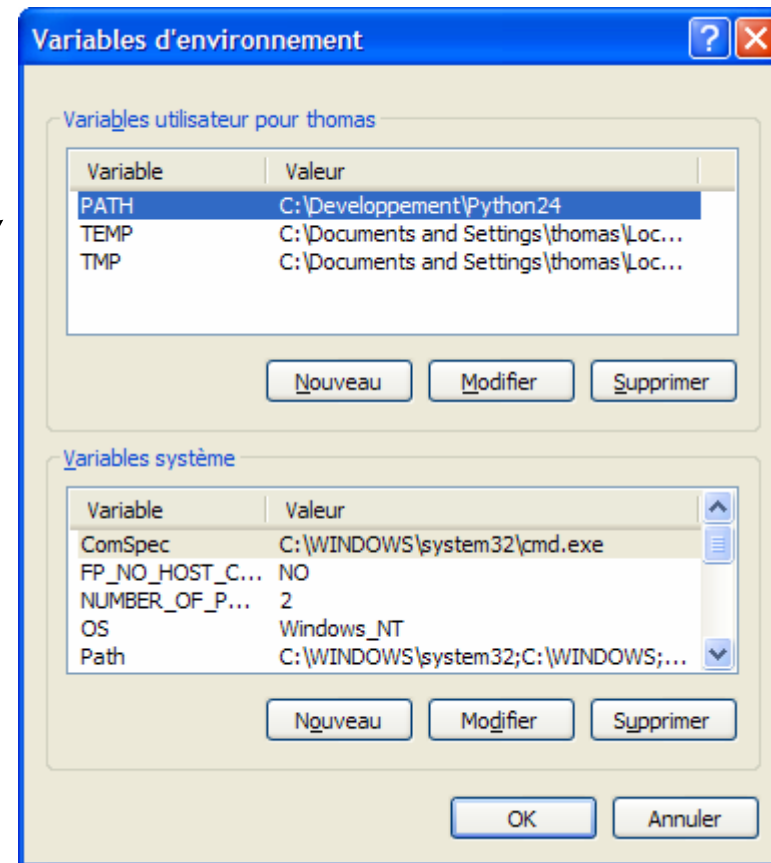 Variables d'environnement
Variables utilisateur pour thomas
Variable Valeur
PATH C:\Developpement\Python24
TEMP C:\Documents and Settings\thomas\Loc...
TMP C:\Documents and Settings\thomas\Loc...
Nouveau Modifier Supprimer
Variables système
Variable Valeur
ComSpec C:\WINDOWS\system32\cmd.exe
FP_NO_HOST_C... NO
NUMBER_OF_P... 2
OS Windows_NT
Path C:\WINDOWS\system32;C:\WINDOWS;...
Nouveau Modifier Supprimer
OK Annuler